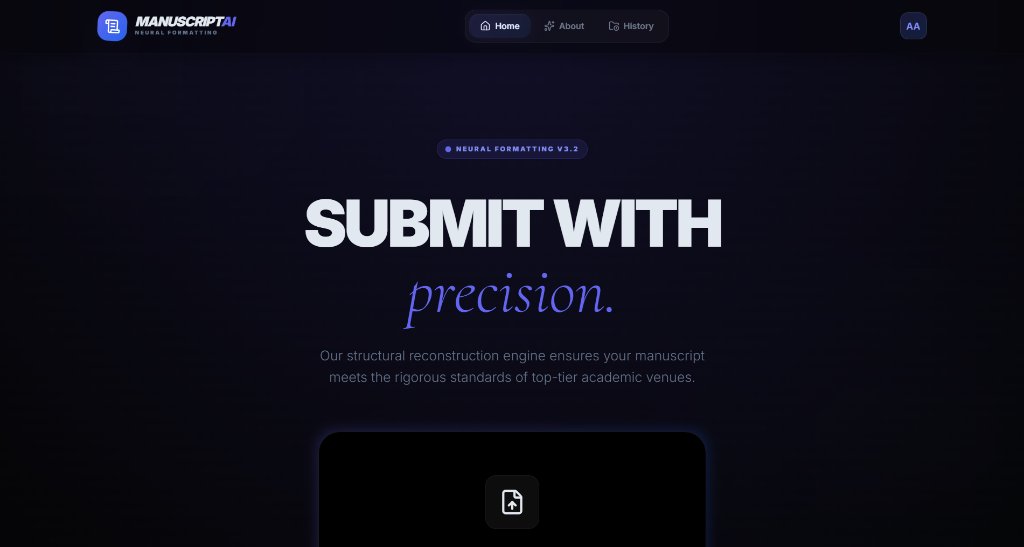 MANUSCRIPTAI
NEURAL FORMATTING
Home
About
History
AA
NEURAL FORMATTING V3.2
SUBMIT WITH
precision.
Our structural reconstruction engine ensures your manuscript
meets the rigorous standards of top-tier academic venues.